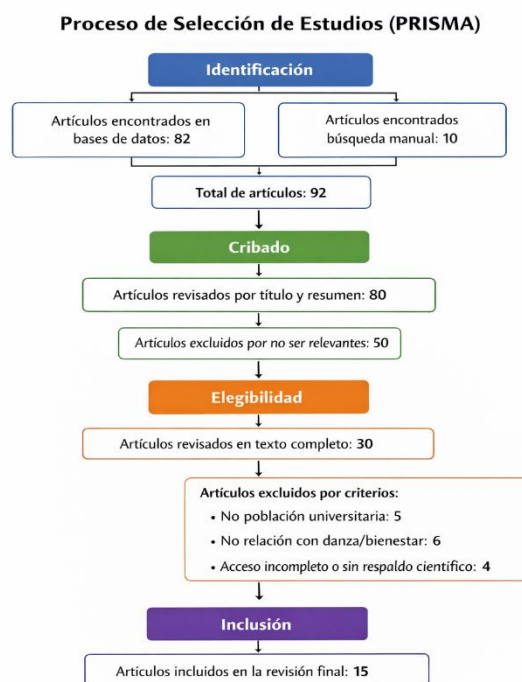 Proceso de Selección de Estudios (PRISMA)
Identificación
Artículos encontrados en
bases de datos: 82
Artículos encontrados
búsqueda manual: 10
Total de artículos: 92
Cribado
Artículos revisados por título y resumen: 80
Artículos excluidos por no ser relevantes: 50
Elegibilidad
Artículos revisados en texto completo: 30
Artículos excluidos por criterios:
• No población universitaria: 5
• No relación con danza/bienestar: 6
• Acceso incompleto o sin respaldo científico: 4
Inclusión
Artículos incluidos en la revisión final: 15